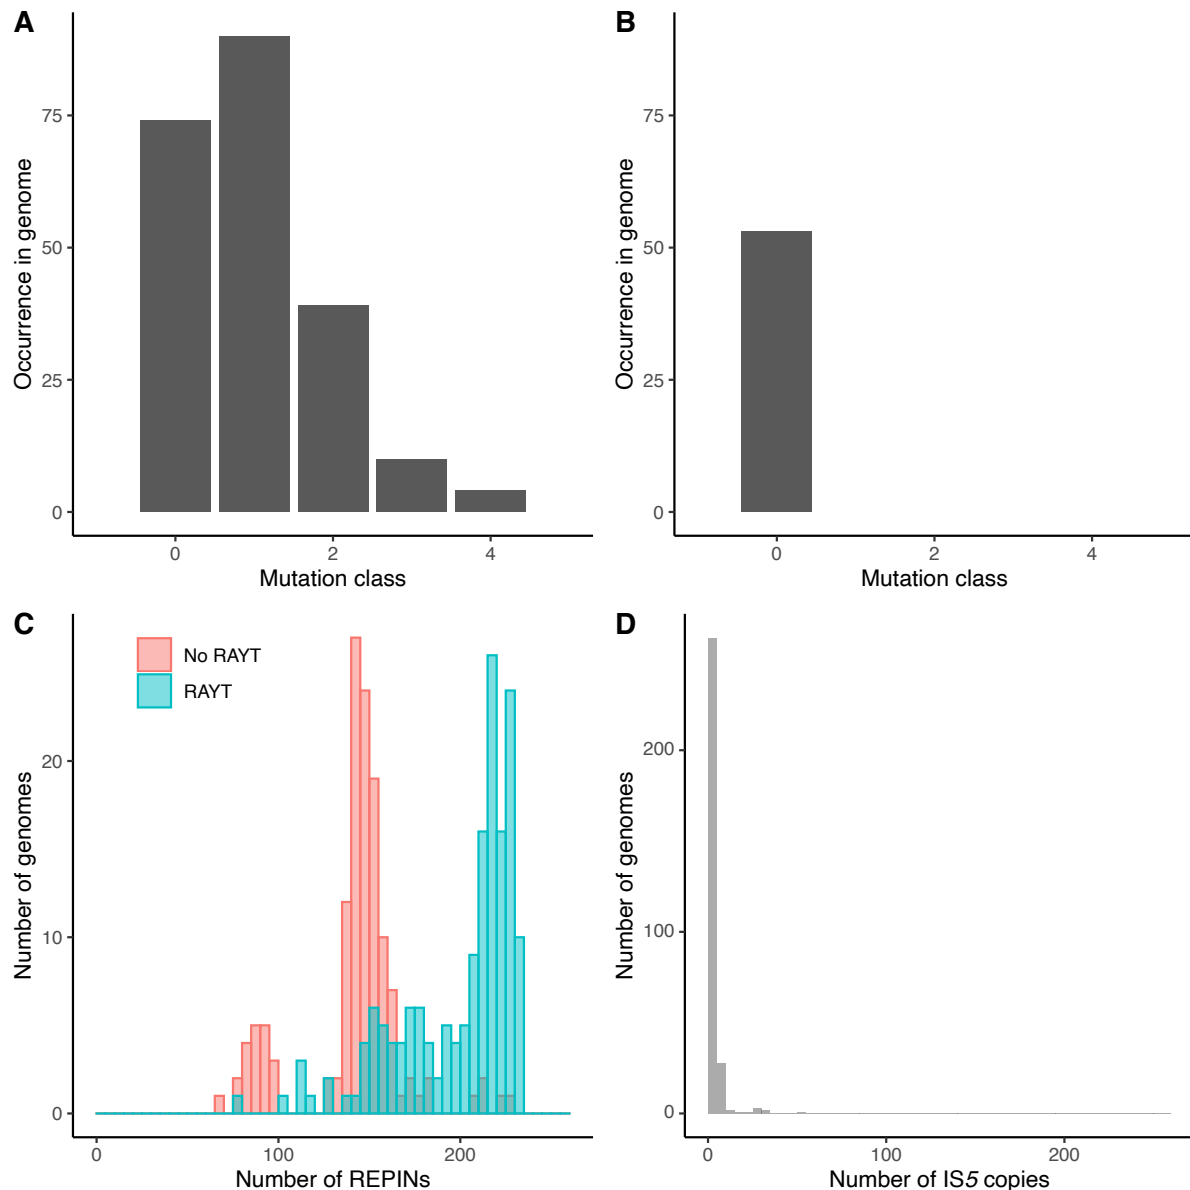 A
Occurrence in genome
75
50
25
0
0 2 4
Mutation class
B
Occurrence in genome
75
50
25
0
0 2 4
Mutation class
C
No RAYT
RAYT
Number of genomes
20
10
0
0 100 200
Number of REPINs
D
Number of genomes
200
100
0
0 100 200
Number of IS5 copies